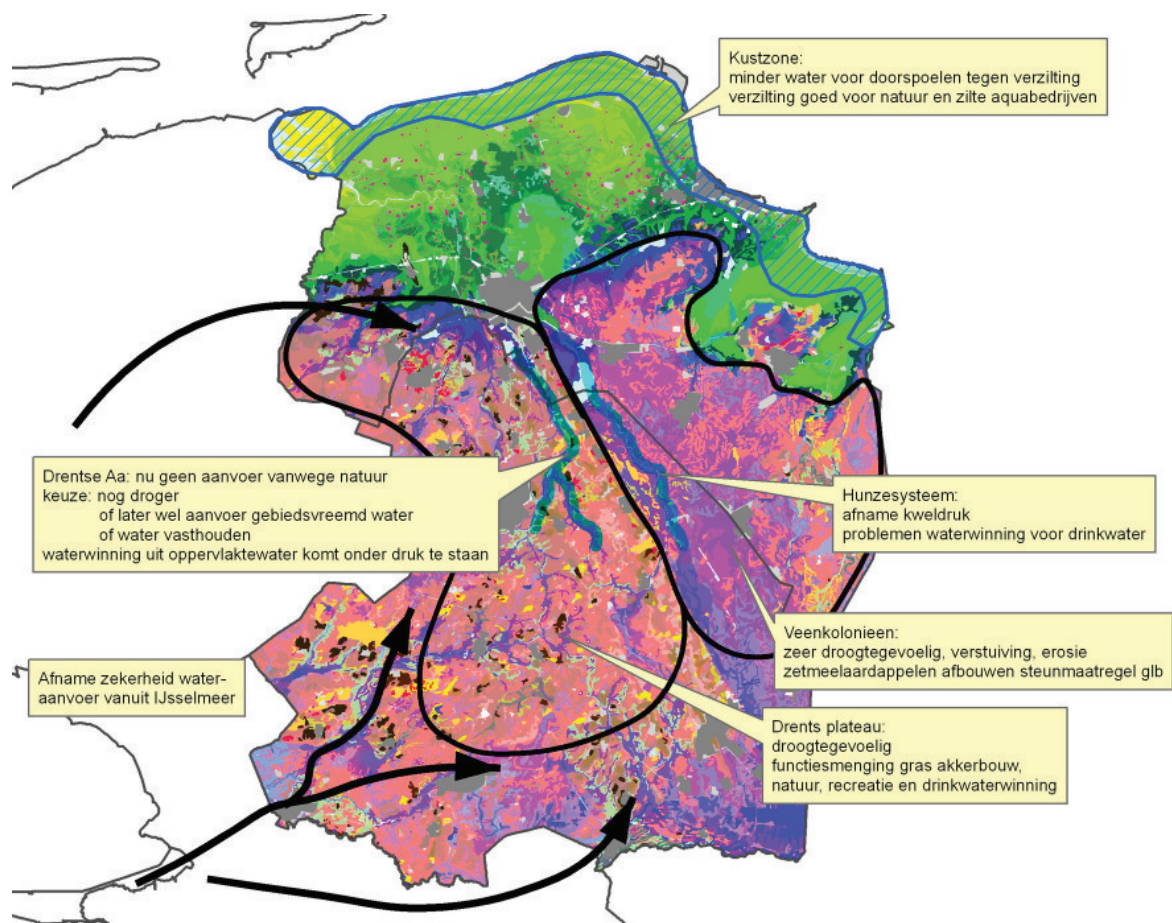 Kustzone:
minder water voor doorspoelen tegen verzilting
verzilting goed voor natuur en zilte aquabedrijven
Drentse Aa: nu geen aanvoer vanwege natuur
keuze: nog droger
of later wel aanvoer gebiedsvreemd water
of water vasthouden
waterwinning uit oppervlaktewater komt onder druk te staan
Hunzesysteem:
afname kweldruk
problemen waterwinning voor drinkwater
Veenkolonieen:
zeer droogtegevoelig, verstuiving, erosie
zetmeelaardappelen afbouwen steunmaatregel glb
Afname zekerheid water-
aanvoer vanuit IJsselmeer
Drents plateau:
droogtegevoelig
functiesmenging gras akkerbouw,
natuur, recreatie en drinkwaterwinning